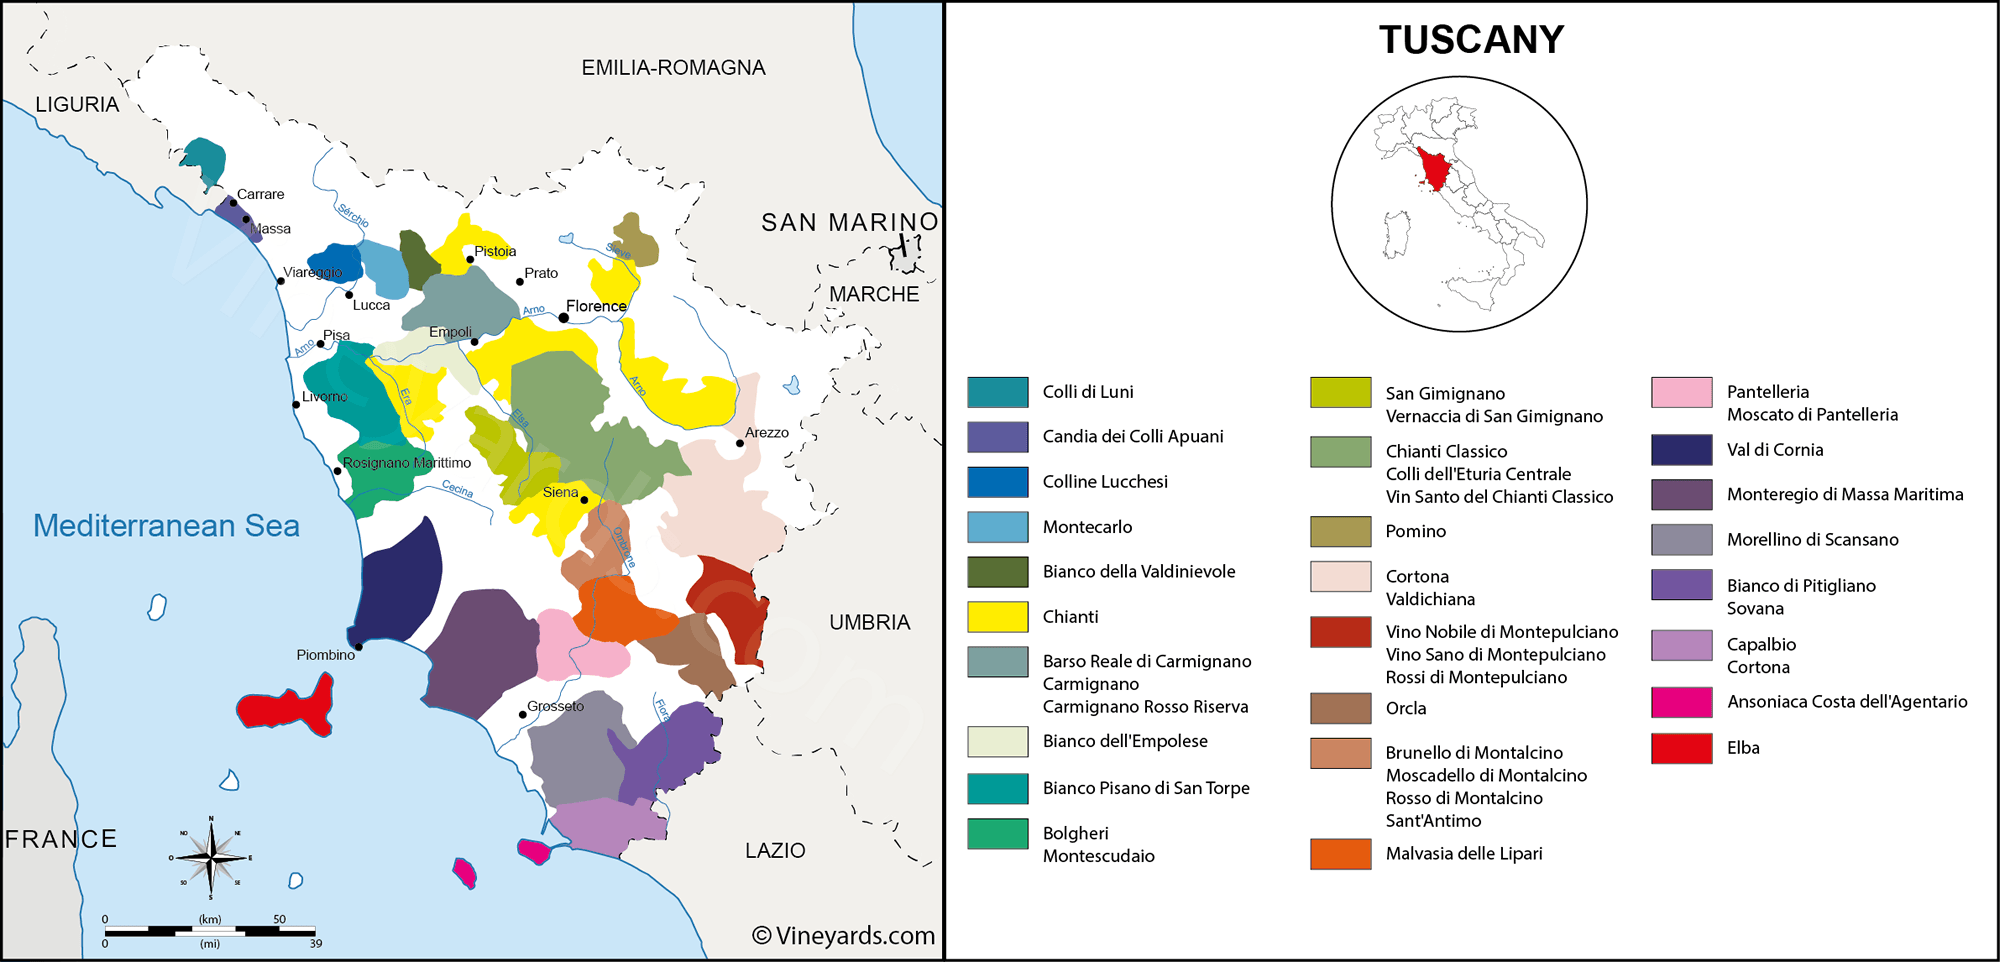 TUSCANY
EMILIA-ROMAGNA
LIGURIA
SAN MARINO
MARCHE
UMBRIA
LAZIO
FRANCE
Mediterranean Sea
Carrare
Massa
Sérchio
Viareggio
Lucca
Pistoia
Prato
Sieve
Florence
Arno
Empoli
Pisa
Arno
Livorno
Era
Elsa
Arno
Arezzo
Rosignano Marittimo
Cecina
Siena
Ombrone
Piombino
Grosseto
Fiora
N
NO
NE
O
E
SO
SE
S
0 (km) 50
0 (mi) 39
© Vineyards.com
Colli di Luni
Candia dei Colli Apuani
Colline Lucchesi
Montecarlo
Bianco della Valdinievole
Chianti
Barso Reale di Carmignano
Carmignano
Carmignano Rosso Riserva
Bianco dell'Empolese
Bianco Pisano di San Torpe
Bolgheri
Montescudaio
San Gimignano
Vernaccia di San Gimignano
Chianti Classico
Colli dell'Eturia Centrale
Vin Santo del Chianti Classico
Pomino
Cortona
Valdichiana
Vino Nobile di Montepulciano
Vino Sano di Montepulciano
Rossi di Montepulciano
Orcla
Brunello di Montalcino
Moscadello di Montalcino
Rosso di Montalcino
Sant'Antimo
Malvasia delle Lipari
Pantelleria
Moscato di Pantelleria
Val di Cornia
Monteregio di Massa Maritima
Morellino di Scansano
Bianco di Pitigliano
Sovana
Capalbio
Cortona
Ansoniaca Costa dell'Agentario
Elba